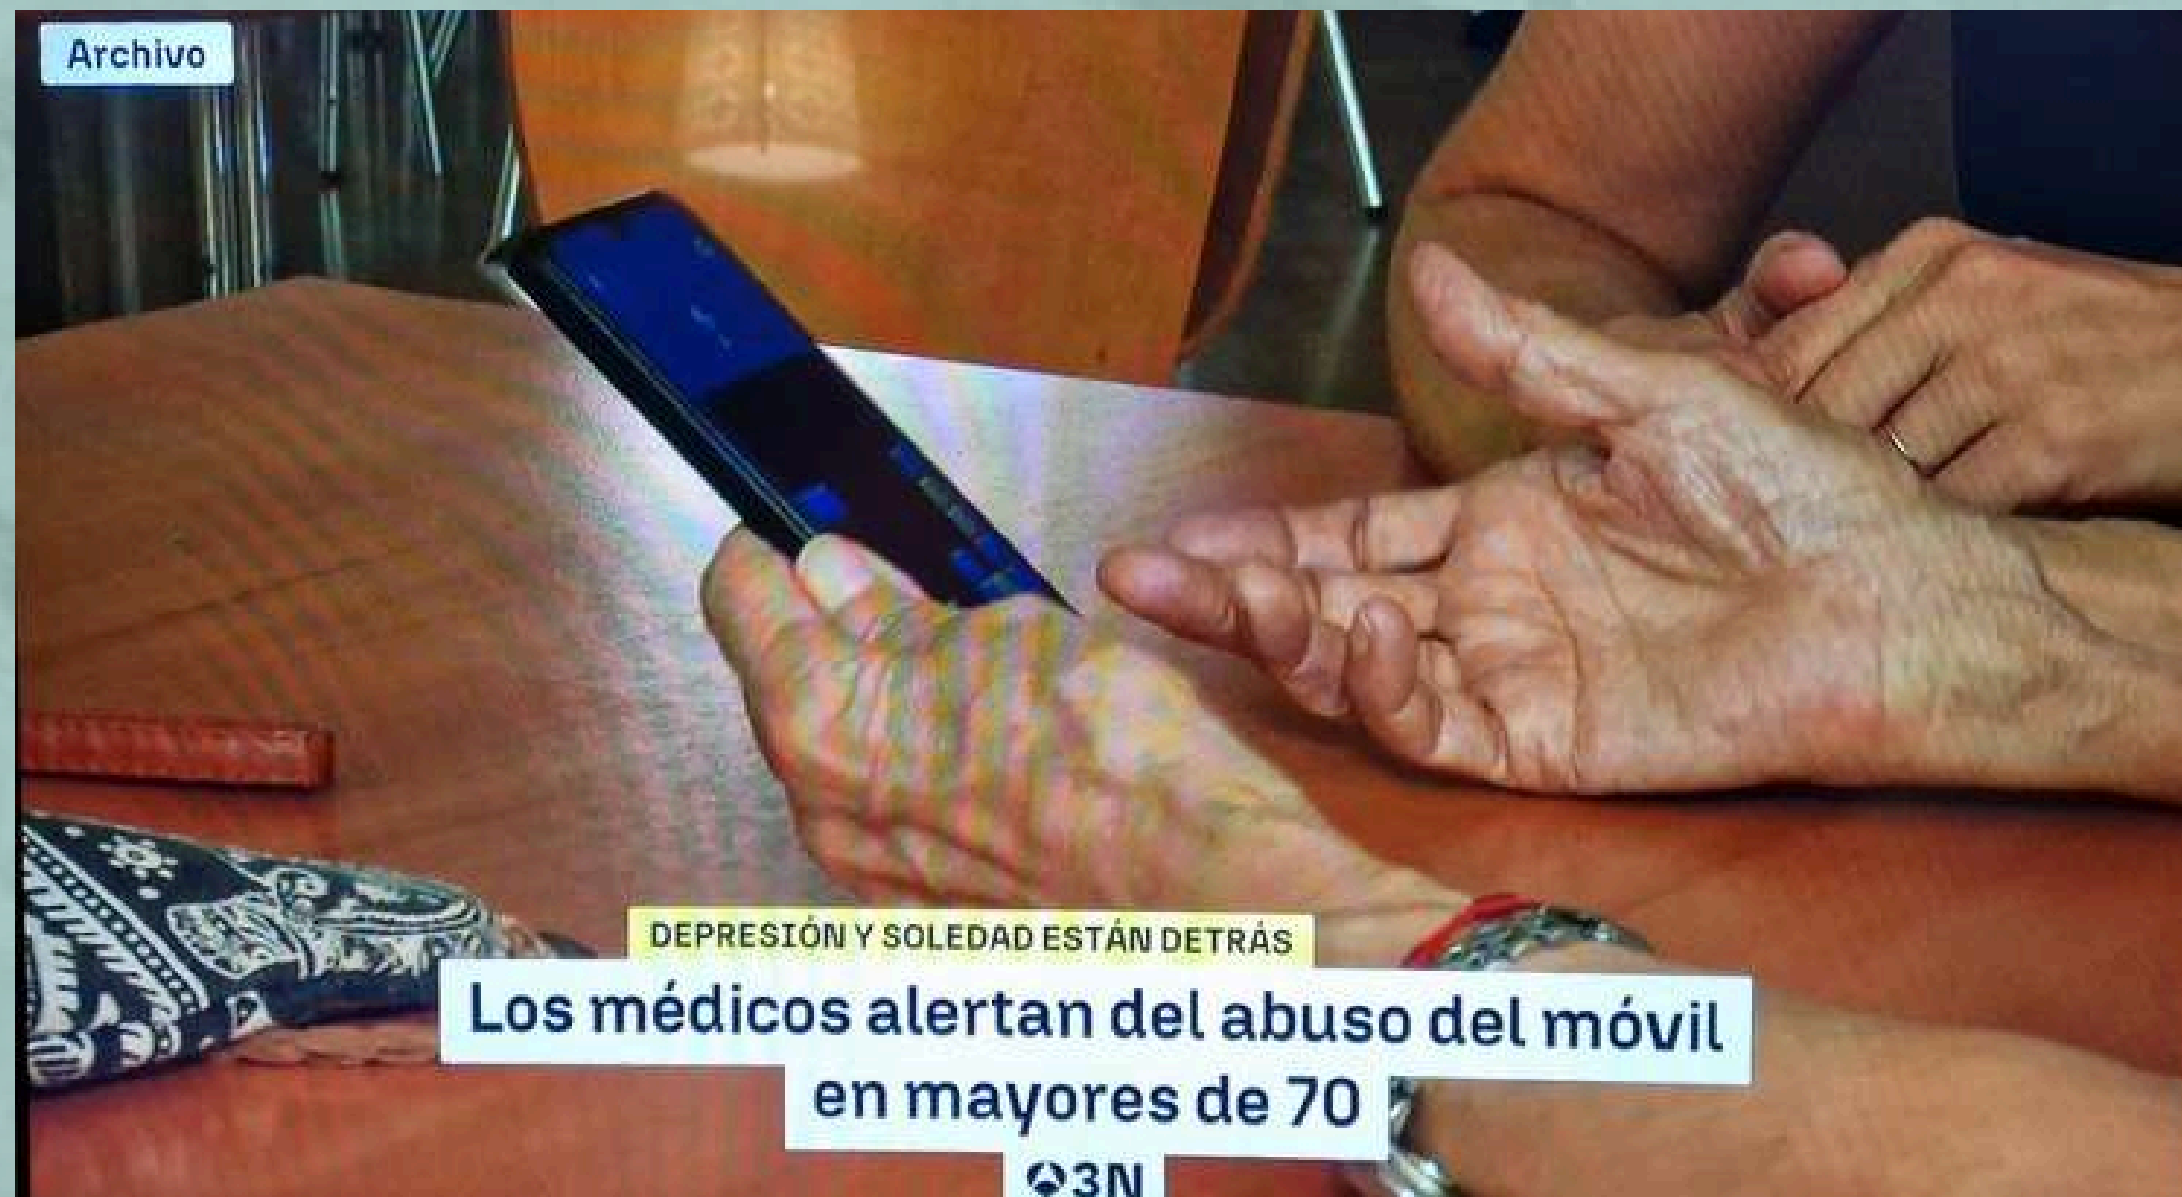 Archivo
DEPRESIÓN Y SOLEDAD ESTÁN DETRÁS
Los médicos alertan del abuso del móvil
en mayores de 70
3N